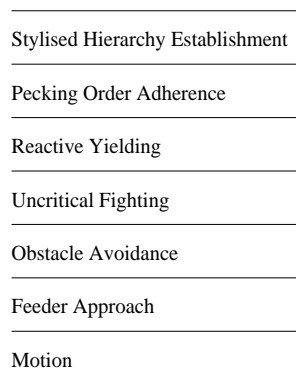 Stylised Hierarchy Establishment
Pecking Order Adherence
Reactive Yielding
Uncritical Fighting
Obstacle Avoidance
Feeder Approach
Motion